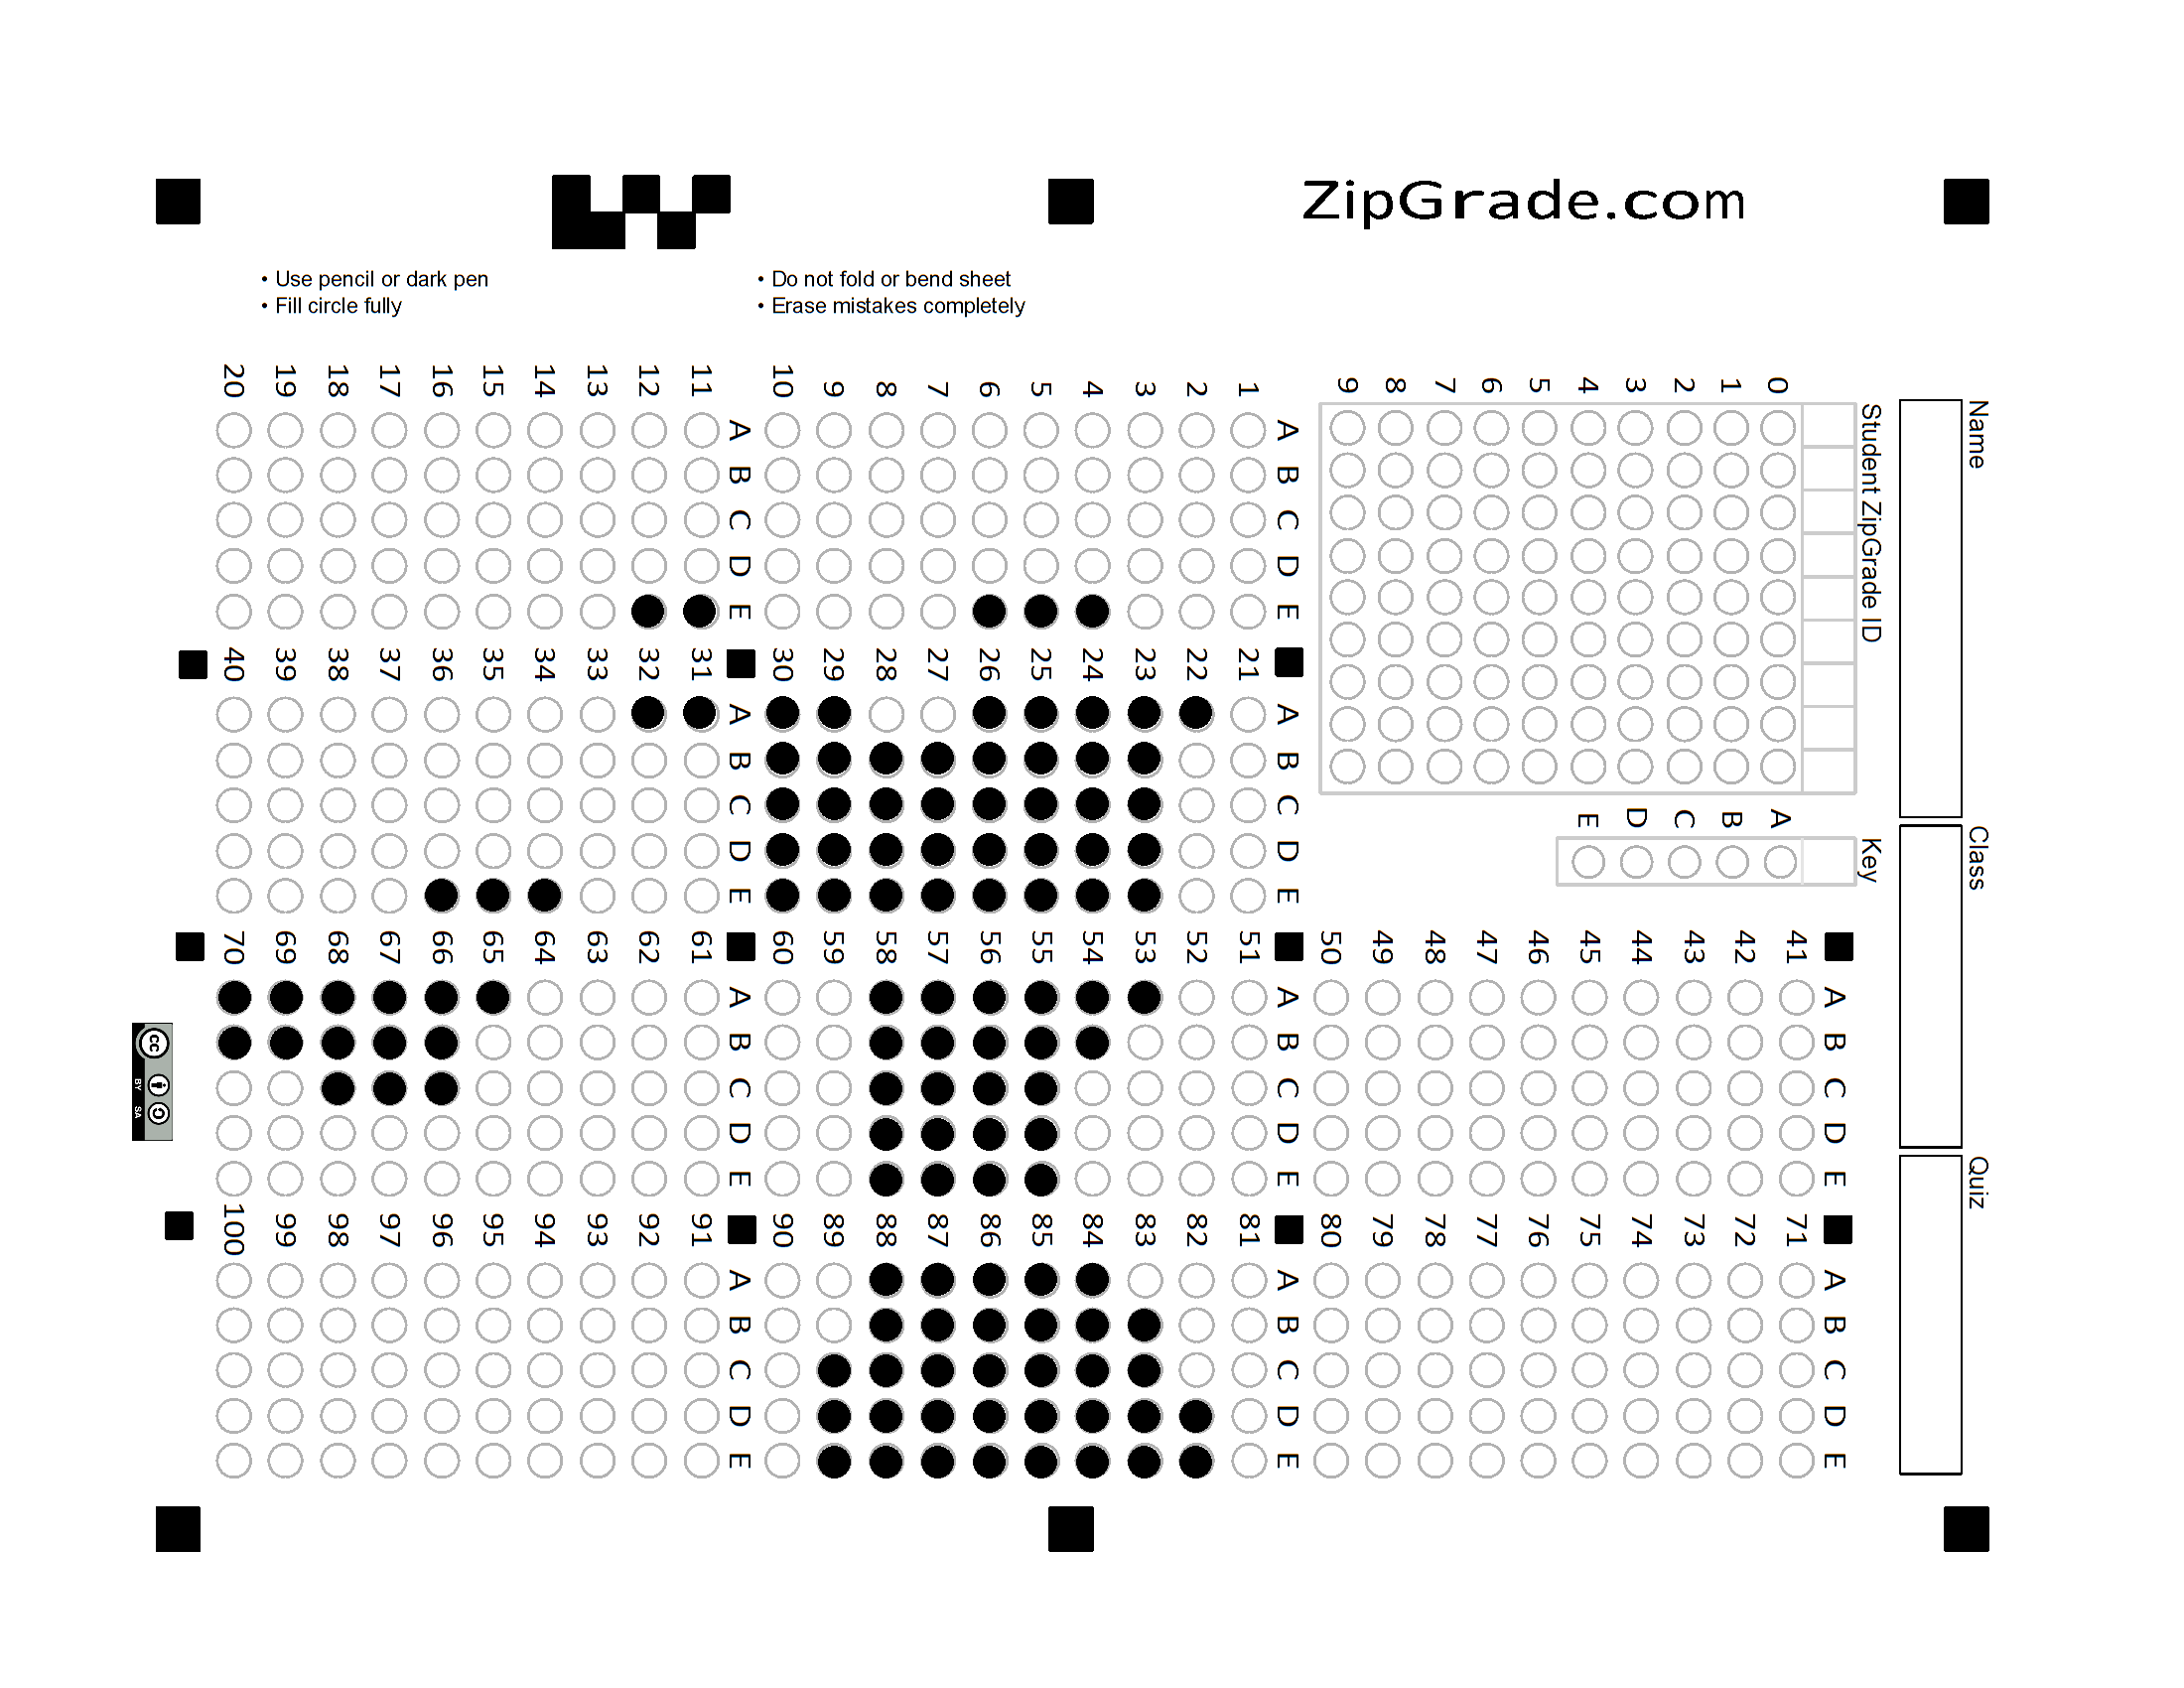 ZipGrade.com
• Use pencil or dark pen
• Fill circle fully
• Do not fold or bend sheet
• Erase mistakes completely
Name
Class
Quiz
Student ZipGrade ID
0 1 2 3 4 5 6 7 8 9
Key
A B C D E
A B C D E
1 2 3 4 5 6 7 8 9 10
A B C D E
11 12 13 14 15 16 17 18 19 20
A B C D E
21 22 23 24 25 26 27 28 29 30
A B C D E
31 32 33 34 35 36 37 38 39 40
A B C D E
41 42 43 44 45 46 47 48 49 50
A B C D E
51 52 53 54 55 56 57 58 59 60
A B C D E
61 62 63 64 65 66 67 68 69 70
A B C D E
71 72 73 74 75 76 77 78 79 80
A B C D E
81 82 83 84 85 86 87 88 89 90
A B C D E
91 92 93 94 95 96 97 98 99 100
cc
BY SA